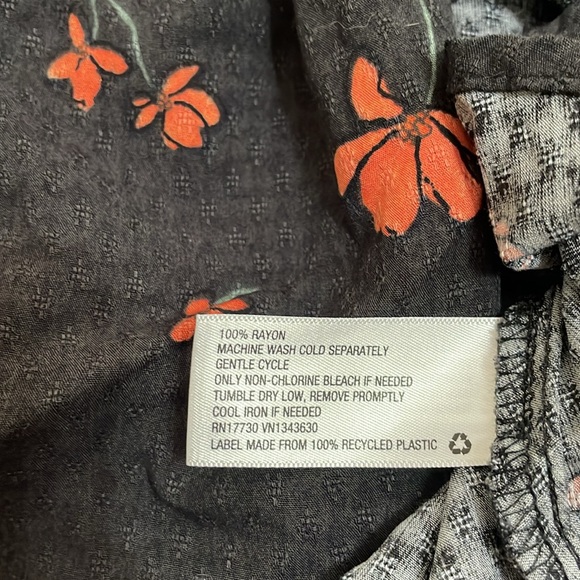 100% RAYON
MACHINE WASH COLD SEPARATELY
GENTLE CYCLE
ONLY NON-CHLORINE BLEACH IF NEEDED
TUMBLE DRY LOW, REMOVE PROMPTLY
COOL IRON IF NEEDED
RN17730 VN1343630
LABEL MADE FROM 100% RECYCLED PLASTIC